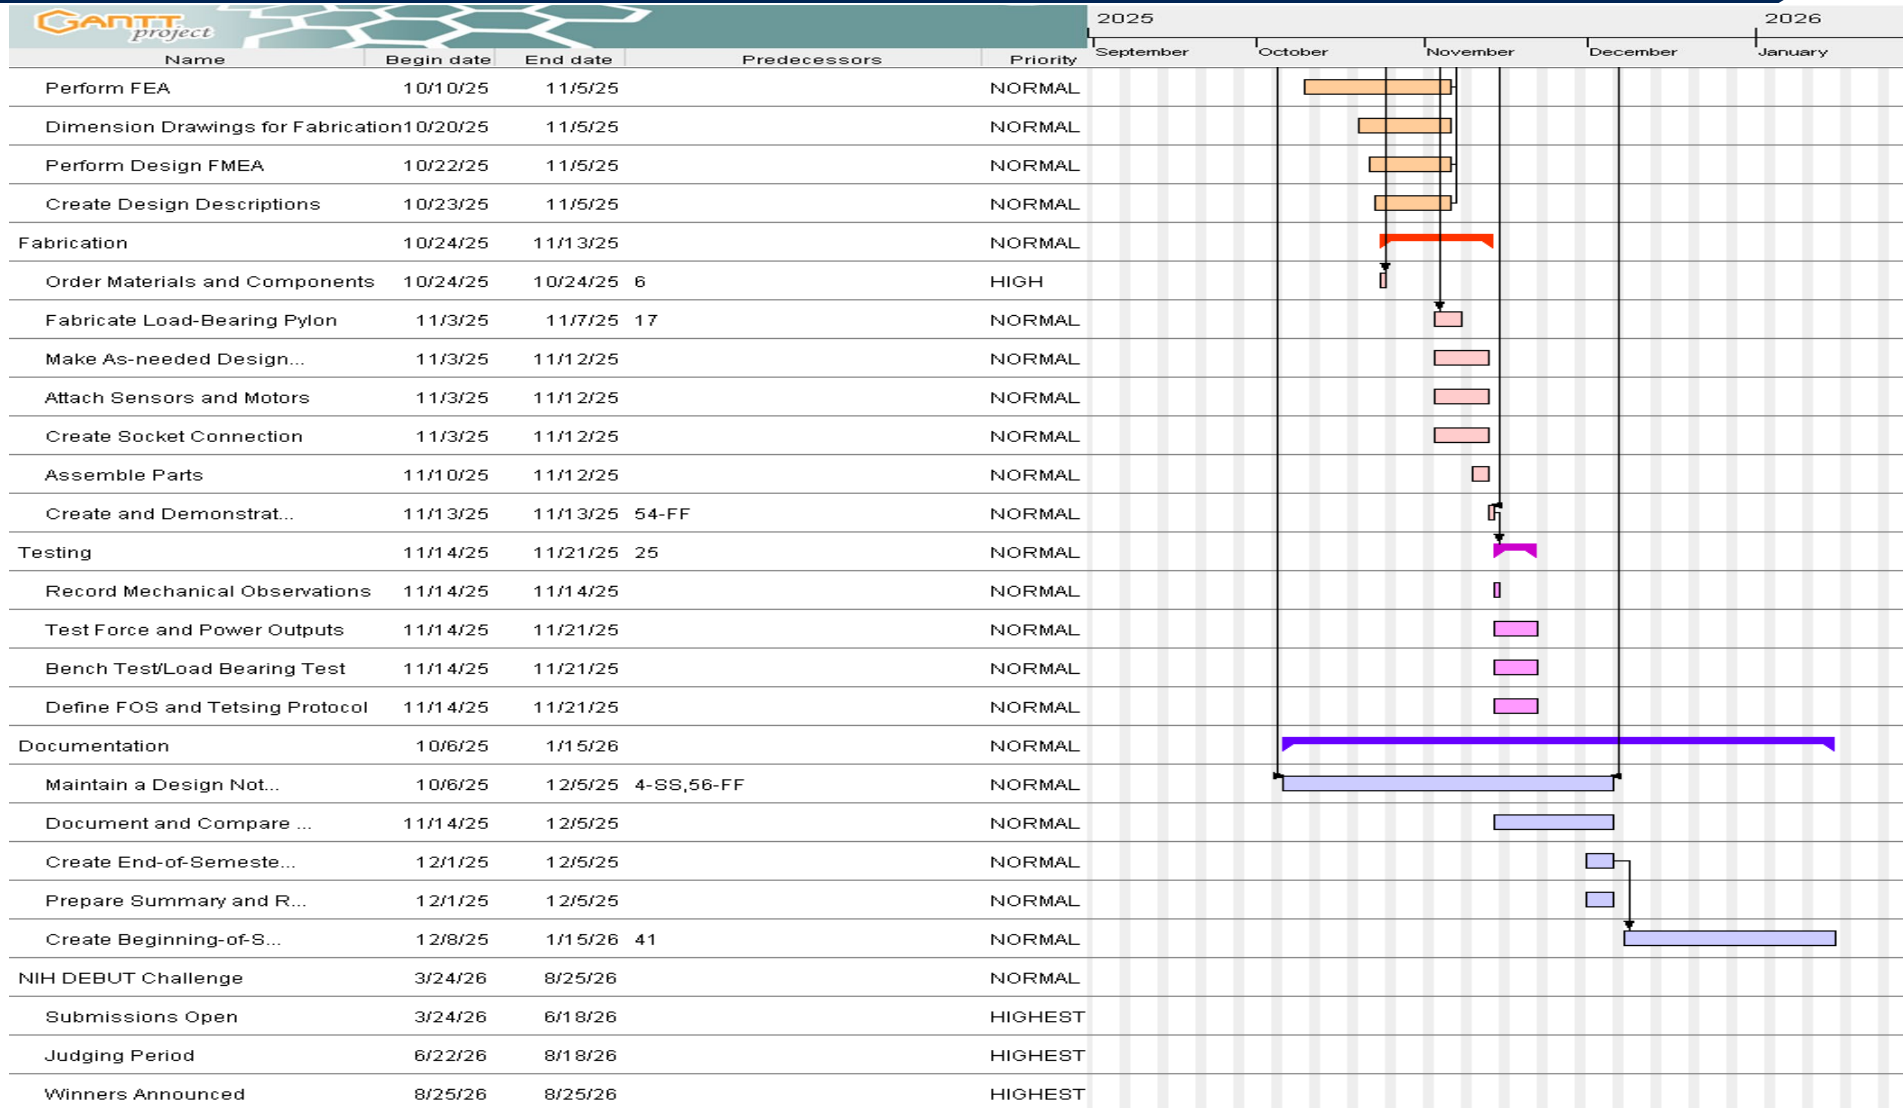 GANTT project
2025 2026
Name Begin date End date Predecessors Priority September October November December January
Perform FEA 10/10/25 11/5/25 NORMAL
Dimension Drawings for Fabrication 10/20/25 11/5/25 NORMAL
Perform Design FMEA 10/22/25 11/5/25 NORMAL
Create Design Descriptions 10/23/25 11/5/25 NORMAL
Fabrication 10/24/25 11/13/25 NORMAL
Order Materials and Components 10/24/25 10/24/25 6 HIGH
Fabricate Load-Bearing Pylon 11/3/25 11/7/25 17 NORMAL
Make As-needed Design... 11/3/25 11/12/25 NORMAL
Attach Sensors and Motors 11/3/25 11/12/25 NORMAL
Create Socket Connection 11/3/25 11/12/25 NORMAL
Assemble Parts 11/10/25 11/12/25 NORMAL
Create and Demonstrat... 11/13/25 11/13/25 54-FF NORMAL
Testing 11/14/25 11/21/25 25 NORMAL
Record Mechanical Observations 11/14/25 11/14/25 NORMAL
Test Force and Power Outputs 11/14/25 11/21/25 NORMAL
Bench Test/Load Bearing Test 11/14/25 11/21/25 NORMAL
Define FOS and Tetsing Protocol 11/14/25 11/21/25 NORMAL
Documentation 10/6/25 1/15/26 NORMAL
Maintain a Design Not... 10/6/25 12/5/25 4-SS,56-FF NORMAL
Document and Compare ... 11/14/25 12/5/25 NORMAL
Create End-of-Semeste... 12/1/25 12/5/25 NORMAL
Prepare Summary and R... 12/1/25 12/5/25 NORMAL
Create Beginning-of-S... 12/8/25 1/15/26 41 NORMAL
NIH DEBUT Challenge 3/24/26 8/25/26 NORMAL
Submissions Open 3/24/26 6/18/26 HIGHEST
Judging Period 6/22/26 8/18/26 HIGHEST
Winners Announced 8/25/26 8/25/26 HIGHEST